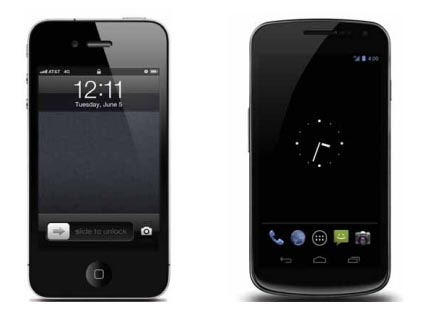 AT&T 4G
12:11
Tuesday, June 5
slide to unlock
4:00